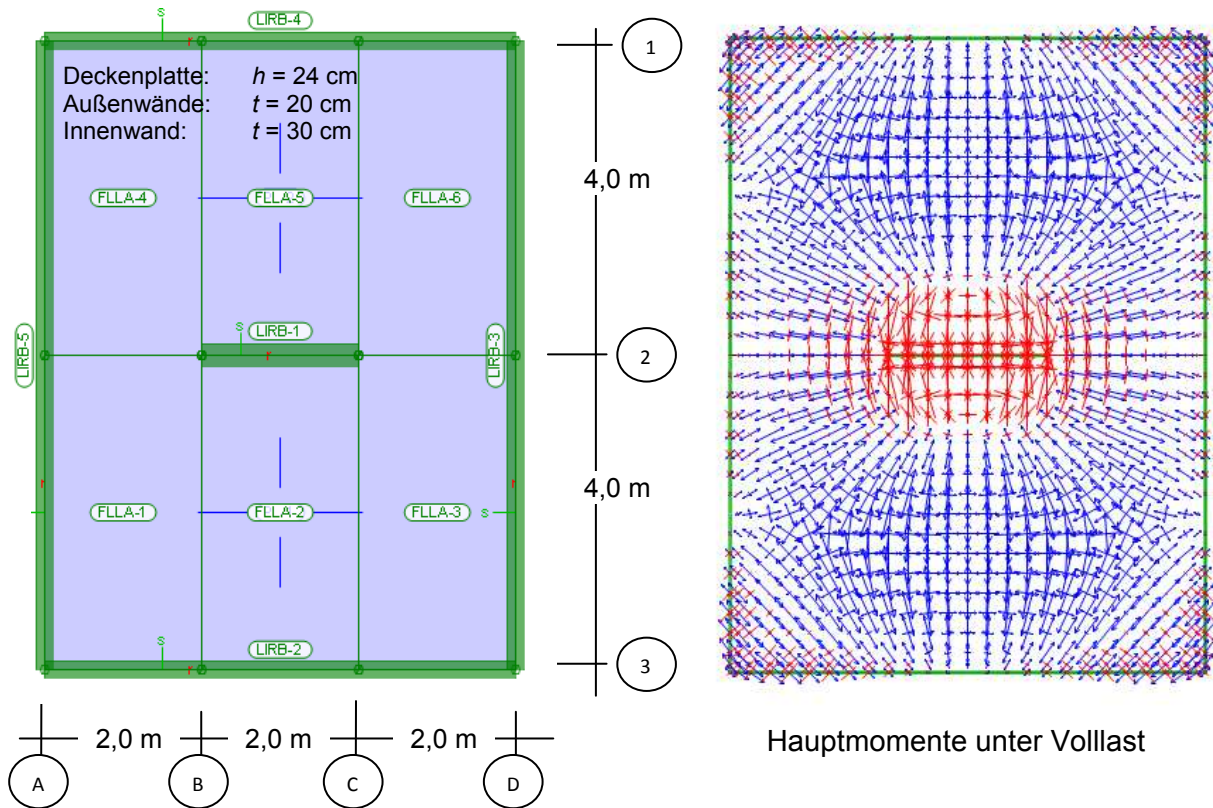 s
LIRB-4
r
1
Deckenplatte: h = 24 cm
Außenwände: t = 20 cm
Innenwand: t = 30 cm
4,0 m
FLLA-4
FLLA-5
FLLA-6
LIRB-5
s
LIRB-1
r
LIRB-3
2
r
r
4,0 m
FLLA-1
FLLA-2
FLLA-3
s
s
LIRB-2
r
3
2,0 m
2,0 m
2,0 m
A
B
C
D
Hauptmomente unter Volllast